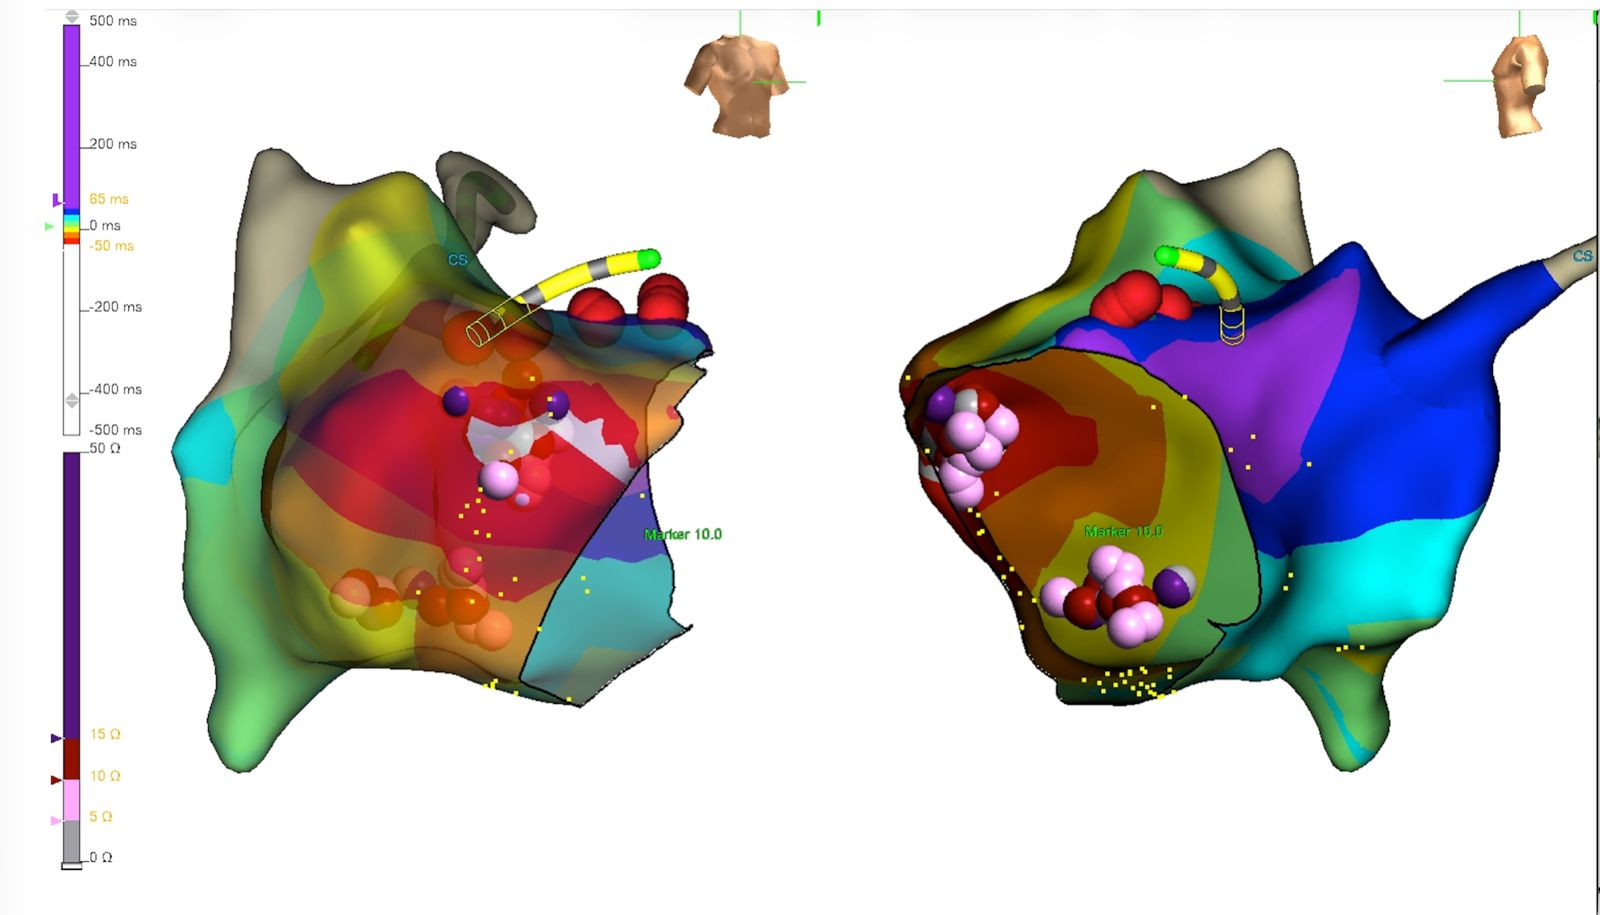 500 ms
400 ms
200 ms
65 ms
0 ms
-50 ms
-200 ms
-400 ms
-500 ms
50 Ω
15 Ω
10 Ω
5 Ω
0 Ω
CS
Marker 10.0
CS
Marker 10.0